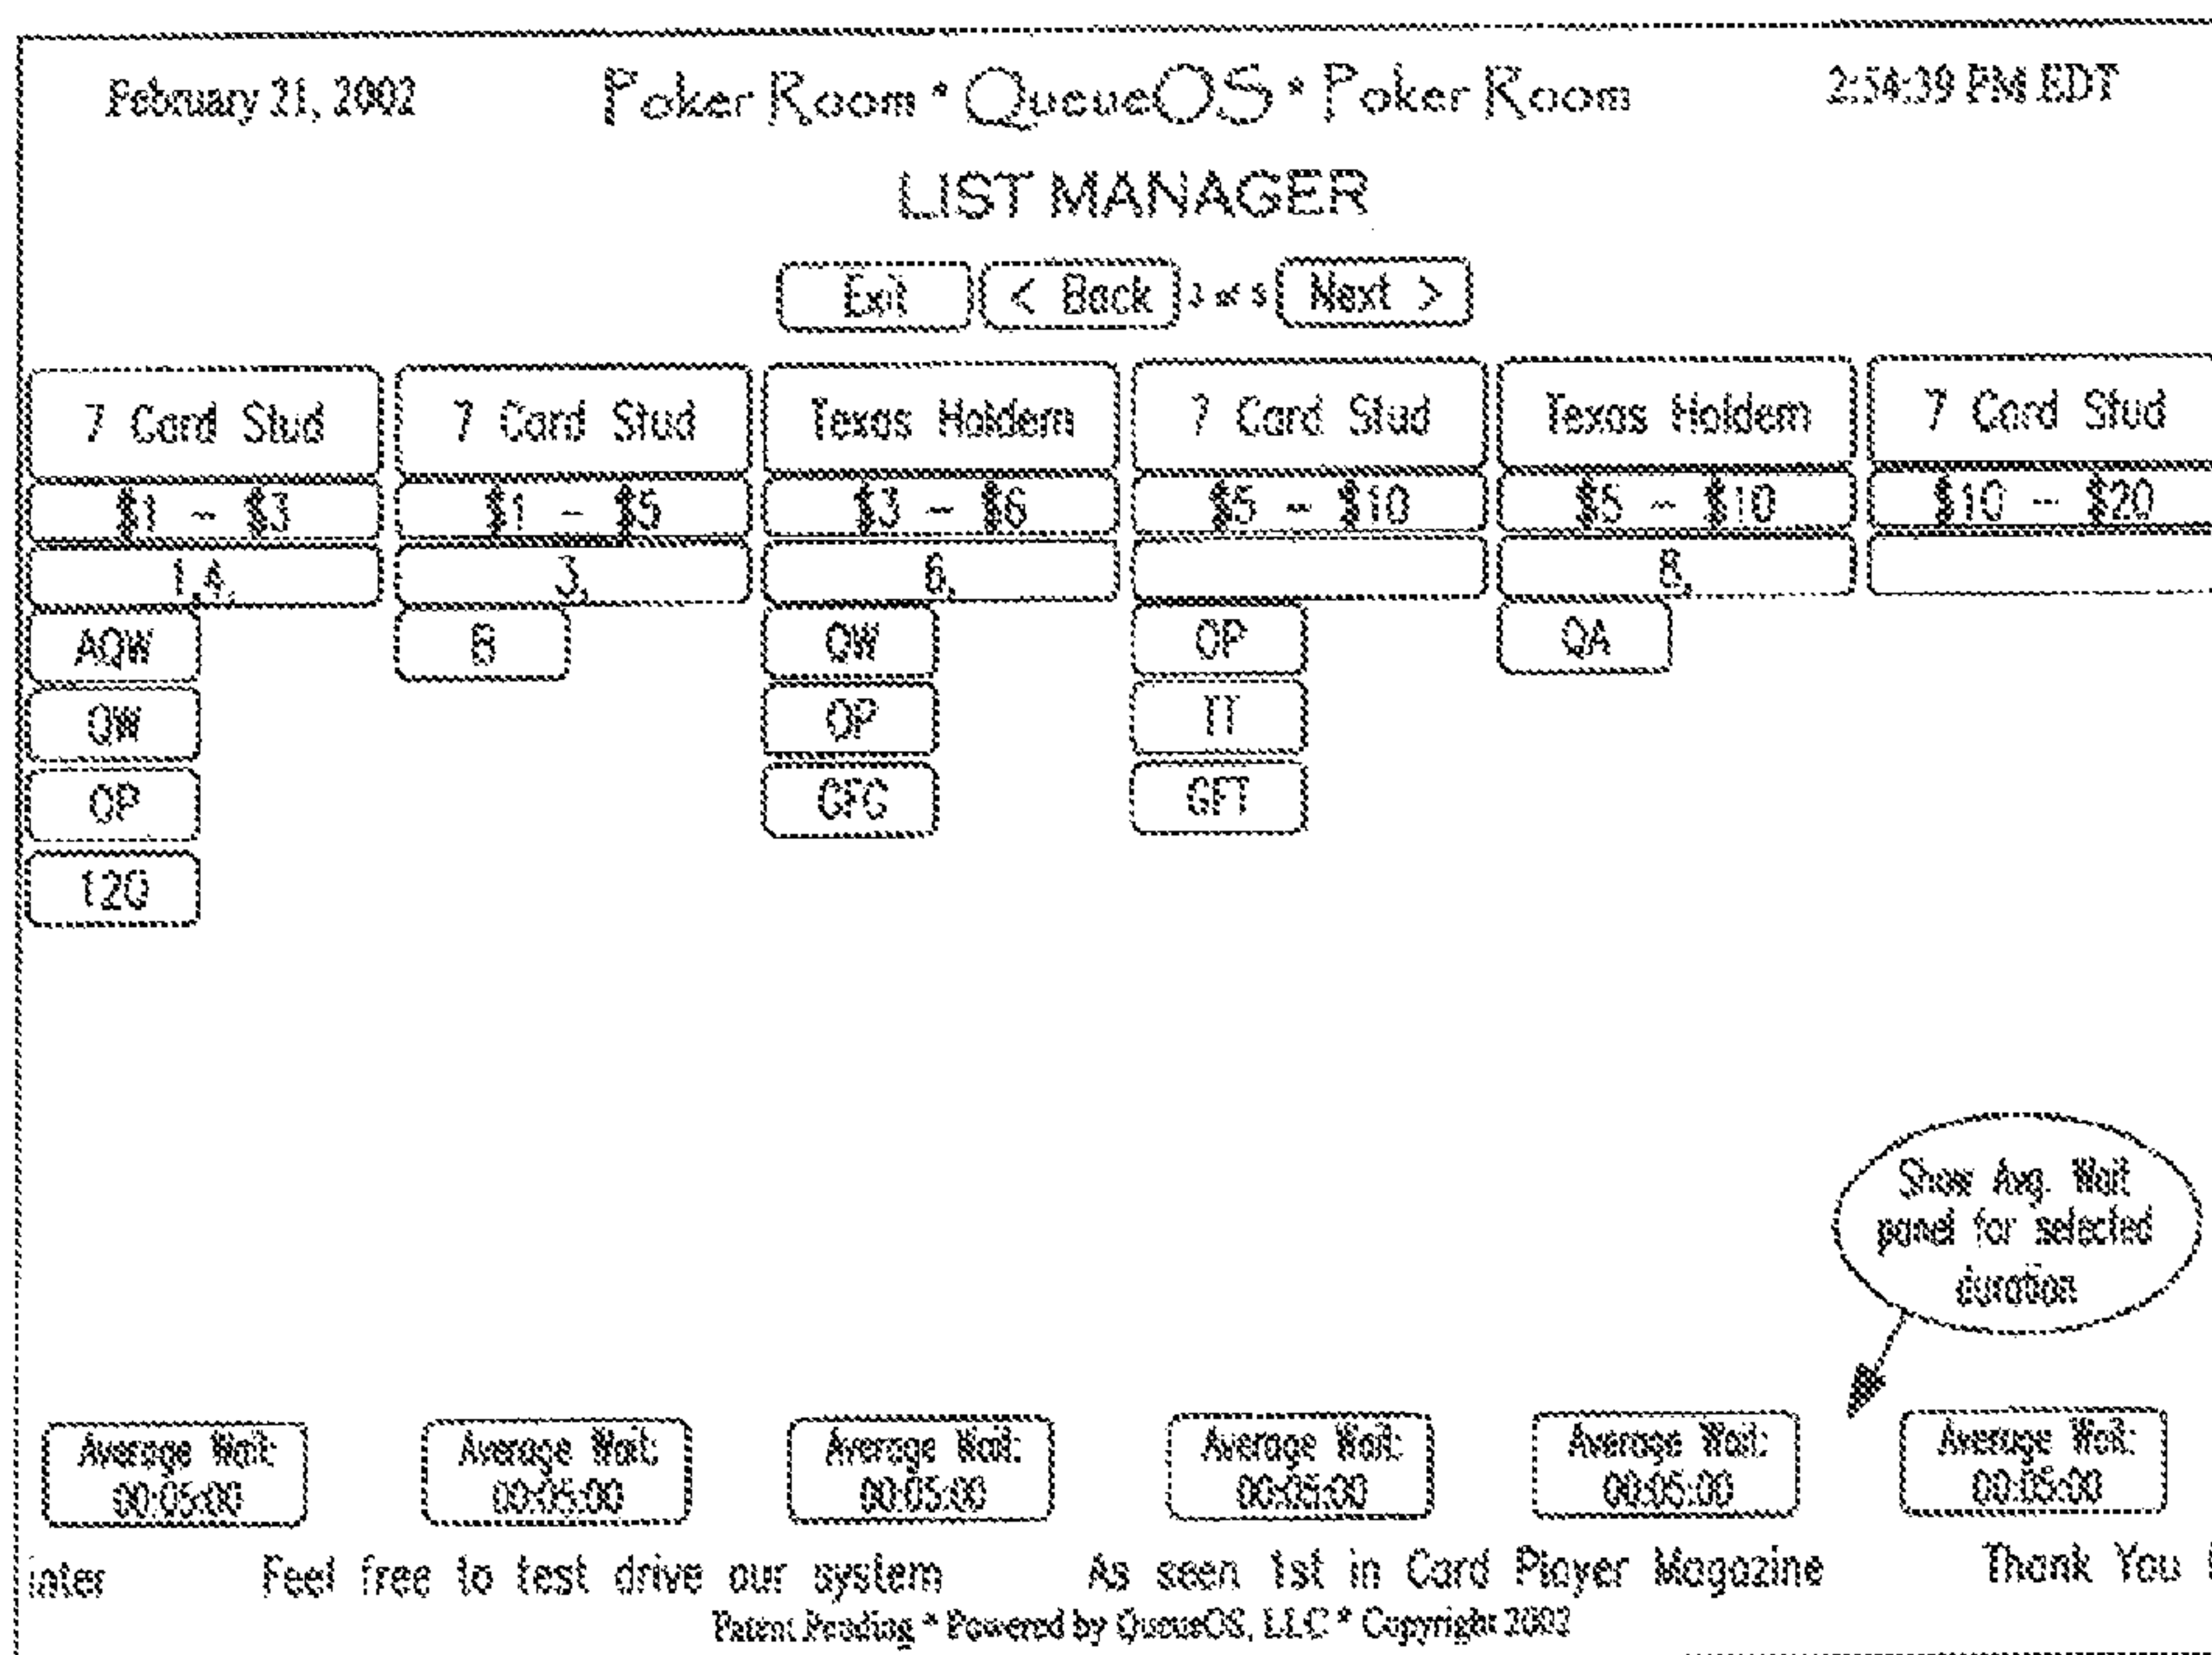 February 21, 2002 Poker Room * QueueOS * Poker Room 2:54:39 PM EDT
LIST MANAGER
Exit < Back 3 of 5 Next >
7 Card Stud 7 Card Stud Texas Holdem 7 Card Stud Texas Holdem 7 Card Stud
$1 - $3 $1 - $5 $3 - $6 $5 - $10 $5 - $10 $10 - $20
1,4, 3, 6, 8,
AQW B QW OP QA
QW OP TT
OP GFG GFT
12Q
Show Avg. Wait
panel for selected
duration
Average Wait: Average Wait: Average Wait: Average Wait: Average Wait: Average Wait:
00:05:00 00:05:00 00:05:00 00:05:00 00:05:00 00:05:00
inter Feel free to test drive our system As seen 1st in Card Player Magazine Thank You
Patent Pending * Powered by QueueOS, LLC * Copyright 2002